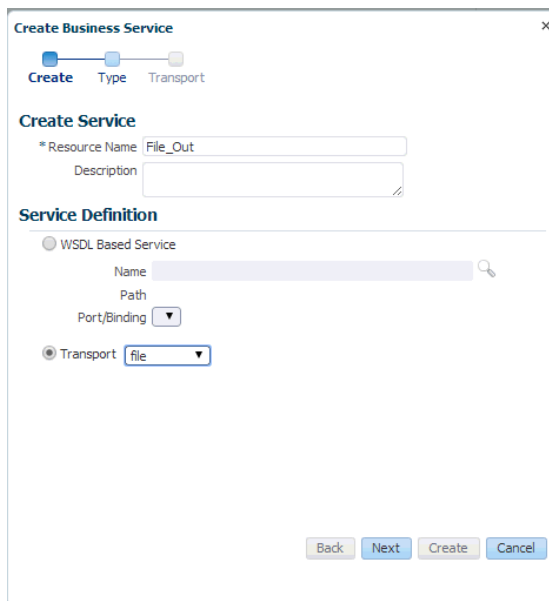 Create Business Service
×
Create Type Transport
Create Service
* Resource Name File_Out
Description
Service Definition
WSDL Based Service
Name
Path
Port/Binding
Transport file
Back Next Create Cancel